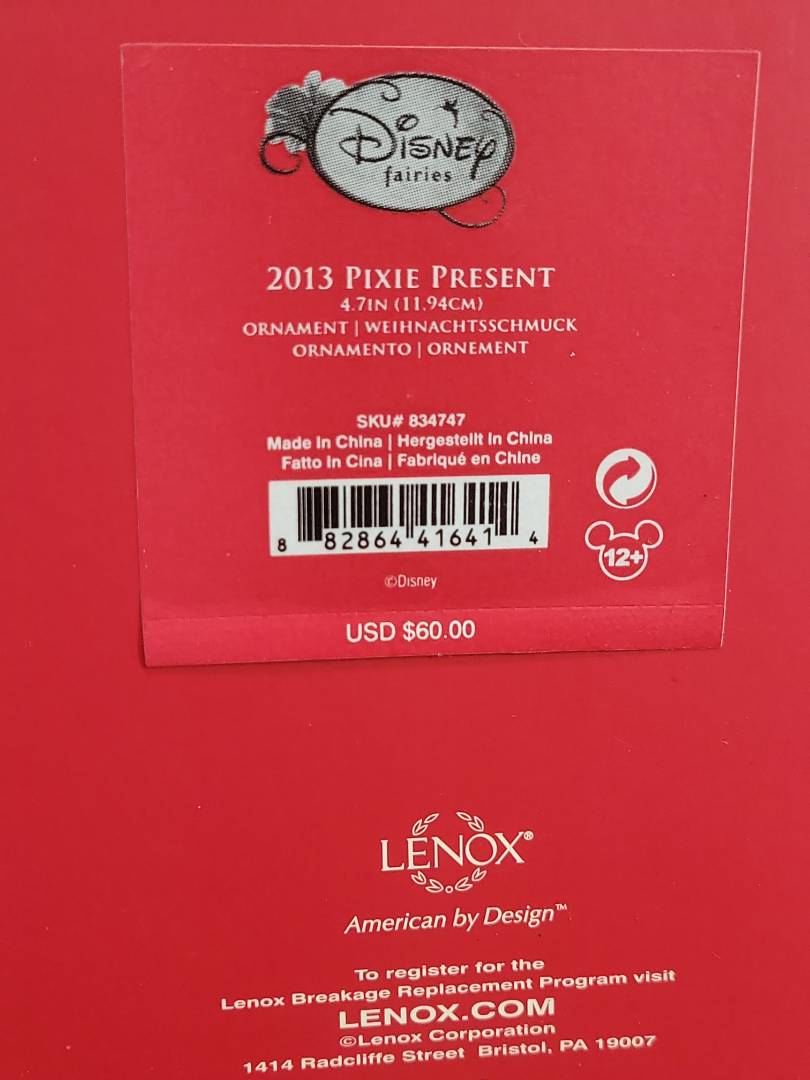 Disney
fairies
2013 PIXIE PRESENT
4.7IN (11,94CM)
ORNAMENT | WEIHNACHTSSCHMUCK
ORNAMENTO | ORNEMENT
SKU# 834747
Made in China | Hergestellt in China
Fatto in Cina | Fabriqué en Chine
8 82864 41641 4
12+
©Disney
USD $60.00
LENOX®
American by Design™
To register for the
Lenox Breakage Replacement Program visit
LENOX.COM
©Lenox Corporation
1414 Radcliffe Street Bristol, PA 19007